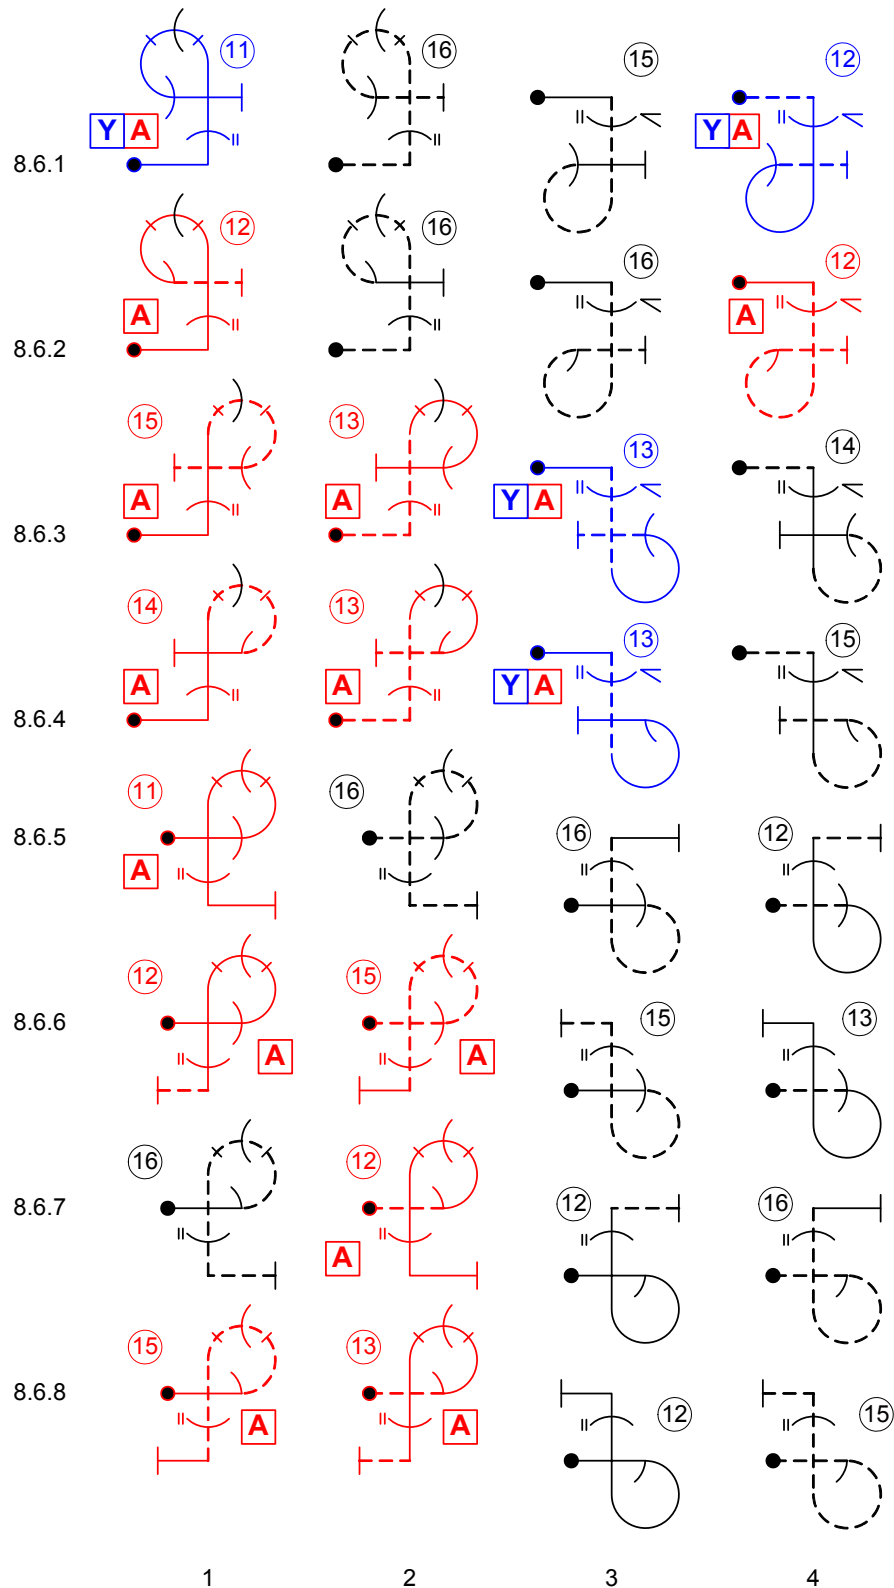 11 16 15 12
Y A Y A
8.6.1
12 16 16 12
A A
8.6.2
15 13 13 14
A A Y A
8.6.3
14 13 13 15
A A Y A
8.6.4
11 16 16 12
8.6.5
A
12 15 15 13
8.6.6
A A
16 12 12 16
8.6.7
A
15 13 12 15
8.6.8
A A
1 2 3 4